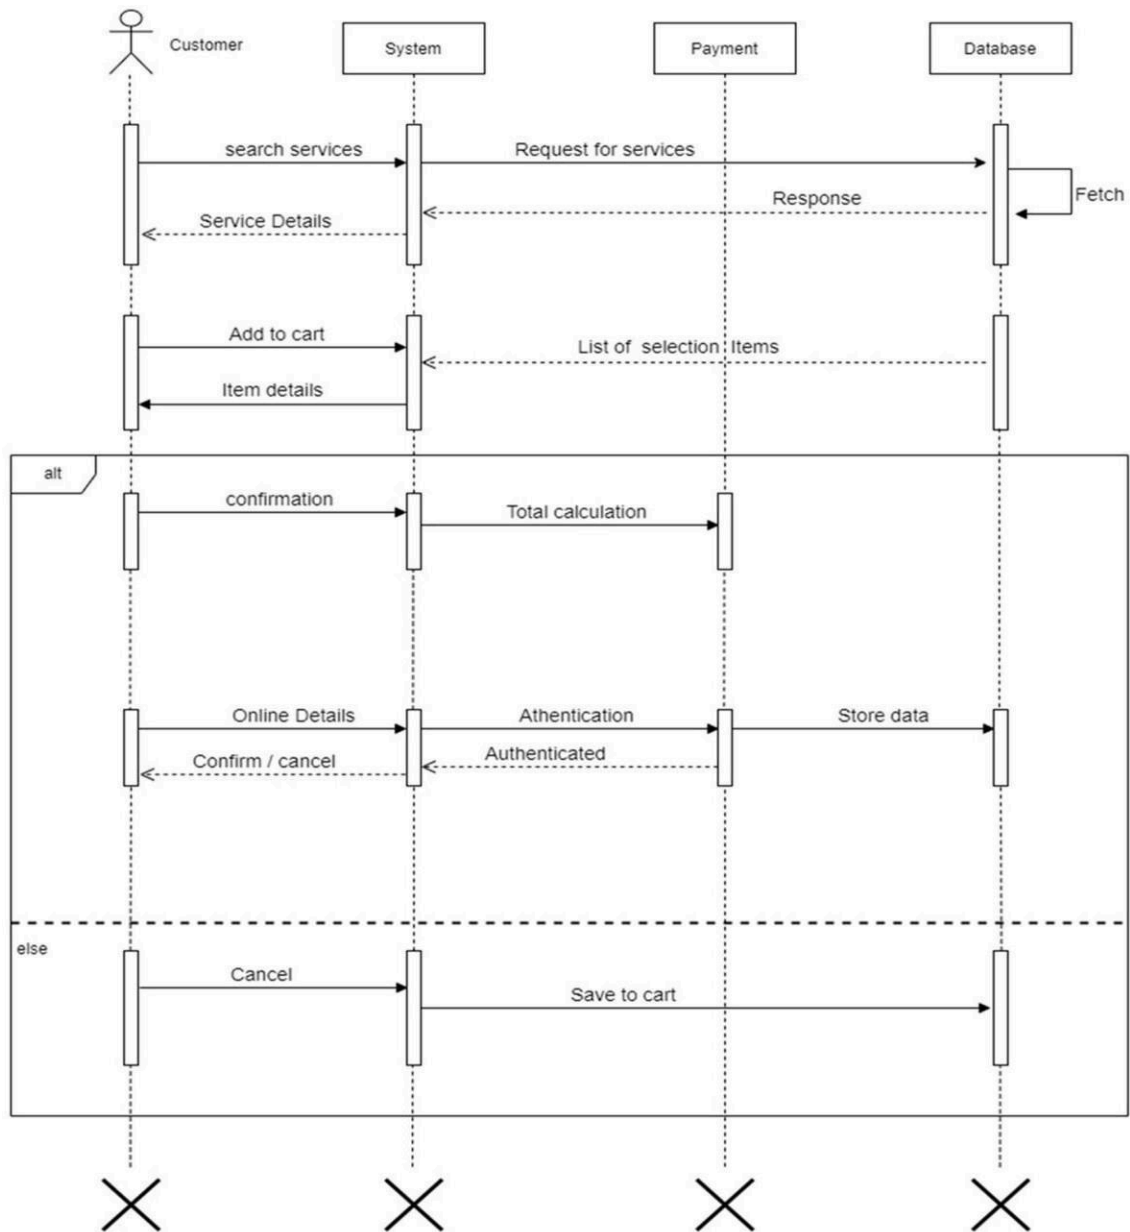 Customer
System
Payment
Database
search services
Request for services
Fetch
Response
Service Details
Add to cart
List of selection Items
Item details
alt
confirmation
Total calculation
Online Details
Athentication
Store data
Authenticated
Confirm / cancel
else
Cancel
Save to cart